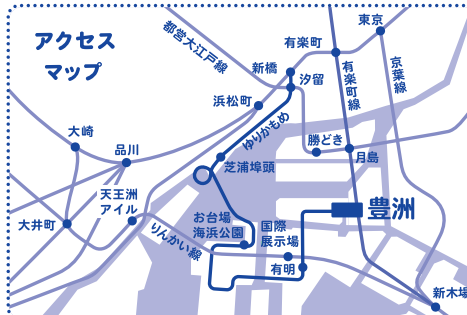 アクセス
マップ
都営大江戸線
有楽町
東京
新橋
汐留
有楽町線
京葉線
浜松町
ゆりかもめ
大崎
品川
勝どき
月島
芝浦埠頭
天王洲
アイル
大井町
お台場
海浜公園
国際
展示場
豊洲
りんかい線
有明
新木場